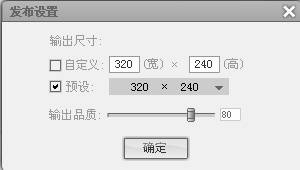 发布设置
输出尺寸:
自定义: 320 (宽) × 240 (高)
预设: 320 × 240
输出品质: 80
确定